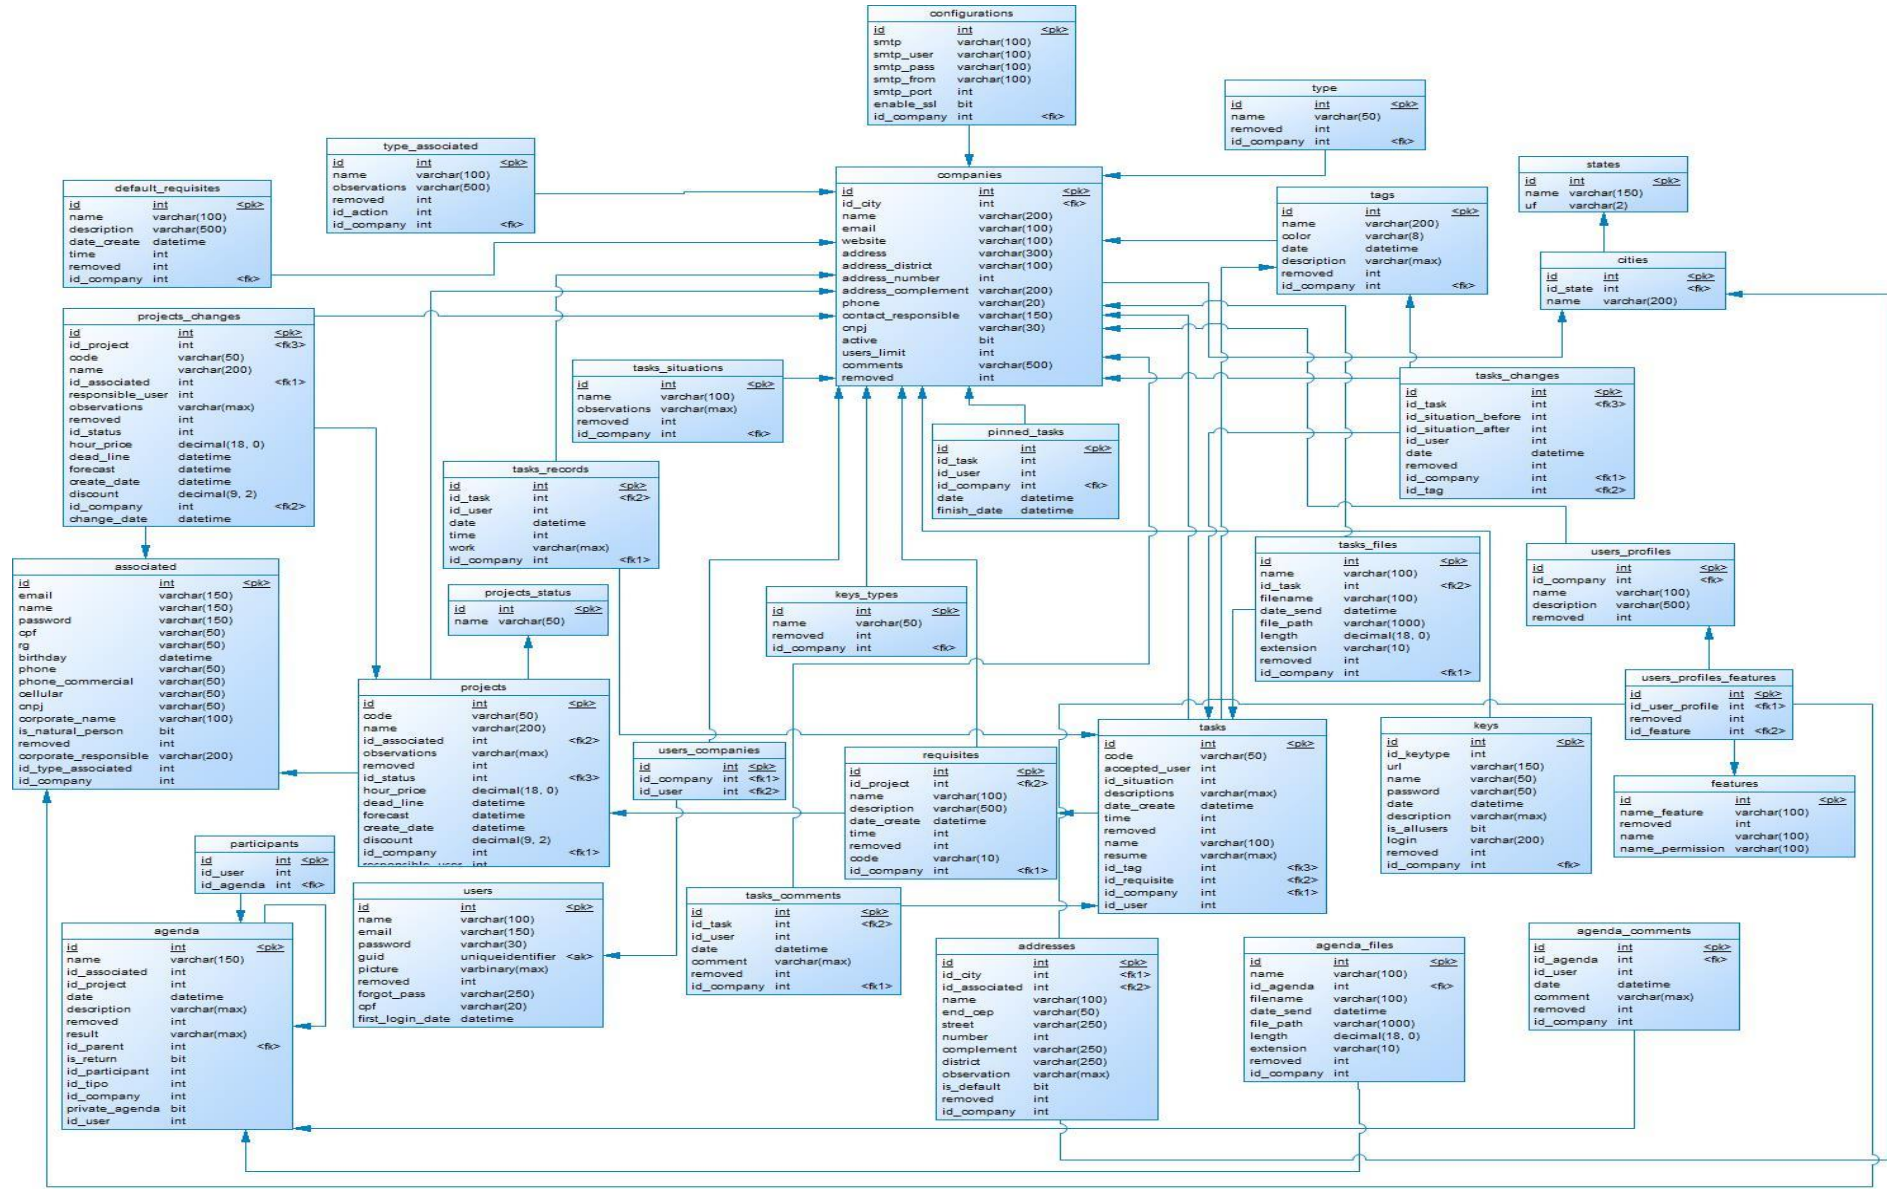 configurations
id int <pk>
smtp varchar(100)
smtp_user varchar(100)
smtp_pass varchar(100)
smtp_from varchar(100)
smtp_port int
enable_ssl bit
id_company int <fk>
type
id int <pk>
name varchar(50)
removed int
id_company int <fk>
type_associated
id int <pk>
name varchar(100)
observations varchar(500)
removed int
id_action int
id_company int <fk>
default_requisites
id int <pk>
name varchar(100)
description varchar(500)
date_create datetime
time int
removed int
id_company int <fk>
companies
id int <pk>
id_city int <fk>
name varchar(200)
email varchar(100)
website varchar(100)
address varchar(300)
address_district varchar(100)
address_number int
address_complement varchar(200)
phone varchar(20)
contact_responsible varchar(150)
cnpj varchar(30)
active bit
users_limit int
comments varchar(500)
removed int
tags
id int <pk>
name varchar(200)
color varchar(8)
date datetime
description varchar(max)
removed int
id_company int <fk>
states
id int <pk>
name varchar(150)
uf varchar(2)
cities
id int <pk>
id_state int <fk>
name varchar(200)
projects_changes
id int <pk>
id_project int <fk3>
code varchar(50)
name varchar(200)
id_associated int <fk1>
responsible_user int
observations varchar(max)
removed int
id_status int
hour_price decimal(18, 0)
dead_line datetime
forecast datetime
create_date datetime
discount decimal(9, 2)
id_company int <fk2>
change_date datetime
tasks_situations
id int <pk>
name varchar(100)
observations varchar(max)
removed int
id_company int <fk>
tasks_changes
id int <pk>
id_task int <fk3>
id_situation_before int
id_situation_after int
id_user int
date datetime
removed int
id_company int <fk1>
id_tag int <fk2>
pinned_tasks
id int <pk>
id_task int
id_user int
id_company int <fk>
date datetime
finish_date datetime
tasks_records
id int <pk>
id_task int <fk2>
id_user int
date datetime
time int
work varchar(max)
id_company int <fk1>
tasks_files
id int <pk>
name varchar(100)
id_task int <fk2>
filename varchar(100)
date_send datetime
file_path varchar(1000)
length decimal(18, 0)
extension varchar(10)
removed int
id_company int <fk1>
users_profiles
id int <pk>
id_company int <fk>
name varchar(100)
description varchar(500)
removed int
associated
id int <pk>
email varchar(150)
name varchar(150)
password varchar(150)
cpf varchar(50)
rg varchar(50)
birthday datetime
phone varchar(50)
phone_commercial varchar(50)
cellular varchar(50)
cnpj varchar(50)
corporate_name varchar(100)
is_natural_person bit
removed int
corporate_responsible varchar(200)
id_type_associated int
id_company int
projects_status
id int <pk>
name varchar(50)
keys_types
id int <pk>
name varchar(50)
removed int
id_company int <fk>
users_profiles_features
id int <pk>
id_user_profile int <fk1>
removed int
id_feature int <fk2>
projects
id int <pk>
code varchar(50)
name varchar(200)
id_associated int <fk2>
observations varchar(max)
removed int
id_status int <fk3>
hour_price decimal(18, 0)
dead_line datetime
forecast datetime
create_date datetime
discount decimal(9, 2)
id_company int <fk1>
responsible_user int
users_companies
id int <pk>
id_company int <fk1>
id_user int <fk2>
requisites
id int <pk>
id_project int <fk2>
name varchar(100)
description varchar(500)
date_create datetime
time int
removed int
code varchar(10)
id_company int <fk1>
tasks
id int <pk>
code varchar(50)
accepted_user int
id_situation int
descriptions varchar(max)
date_create datetime
time int
removed int
name varchar(100)
resume varchar(max)
id_tag int <fk3>
id_requisite int <fk2>
id_company int <fk1>
id_user int
keys
id int <pk>
id_keytype int
url varchar(150)
name varchar(50)
password varchar(50)
date datetime
description varchar(max)
is_allusers bit
login varchar(200)
removed int
id_company int <fk>
features
id int <pk>
name_feature varchar(100)
removed int
name varchar(100)
name_permission varchar(100)
participants
id int <pk>
id_user int
id_agenda int <fk>
users
id int <pk>
name varchar(100)
email varchar(150)
password varchar(30)
guid uniqueidentifier <ak>
picture varbinary(max)
removed int
forgot_pass varchar(250)
cpf varchar(20)
first_login_date datetime
tasks_comments
id int <pk>
id_task int <fk2>
id_user int
date datetime
comment varchar(max)
removed int
id_company int <fk1>
agenda
id int <pk>
name varchar(150)
id_associated int
id_project int
date datetime
description varchar(max)
removed int
result varchar(max)
id_parent int <fk>
is_return bit
id_participant int
id_tipo int
id_company int
private_agenda bit
id_user int
addresses
id int <pk>
id_city int <fk1>
id_associated int <fk2>
name varchar(100)
end_cep varchar(50)
street varchar(250)
number int
complement varchar(250)
district varchar(250)
observation varchar(max)
is_default bit
removed int
id_company int
agenda_files
id int <pk>
name varchar(100)
id_agenda int <fk>
filename varchar(100)
date_send datetime
file_path varchar(1000)
length decimal(18, 0)
extension varchar(10)
removed int
id_company int
agenda_comments
id int <pk>
id_agenda int <fk>
id_user int
date datetime
comment varchar(max)
removed int
id_company int